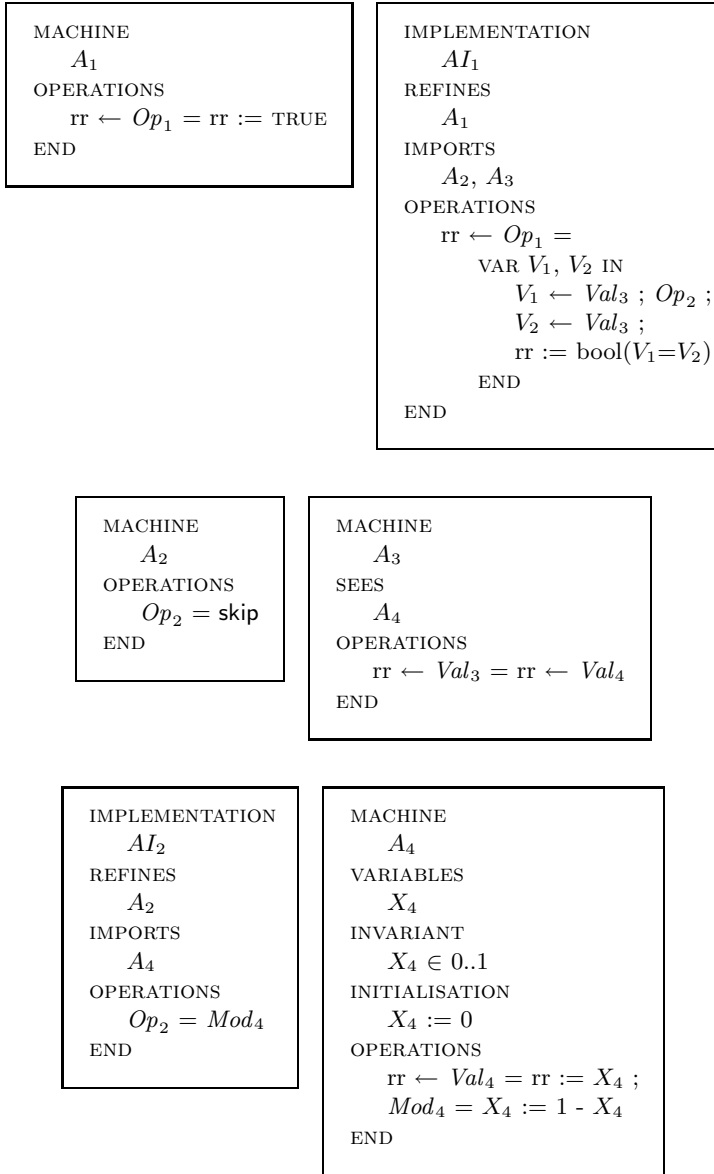 MACHINE
A₁
OPERATIONS
rr ← Op₁ = rr := TRUE
END
IMPLEMENTATION
AI₁
REFINES
A₁
IMPORTS
A₂, A₃
OPERATIONS
rr ← Op₁ =
VAR V₁, V₂ IN
V₁ ← Val₃ ; Op₂ ;
V₂ ← Val₃ ;
rr := bool(V₁=V₂)
END
END
MACHINE
A₂
OPERATIONS
Op₂ = skip
END
MACHINE
A₃
SEES
A₄
OPERATIONS
rr ← Val₃ = rr ← Val₄
END
IMPLEMENTATION
AI₂
REFINES
A₂
IMPORTS
A₄
OPERATIONS
Op₂ = Mod₄
END
MACHINE
A₄
VARIABLES
X₄
INVARIANT
X₄ ∈ 0..1
INITIALISATION
X₄ := 0
OPERATIONS
rr ← Val₄ = rr := X₄ ;
Mod₄ = X₄ := 1 - X₄
END